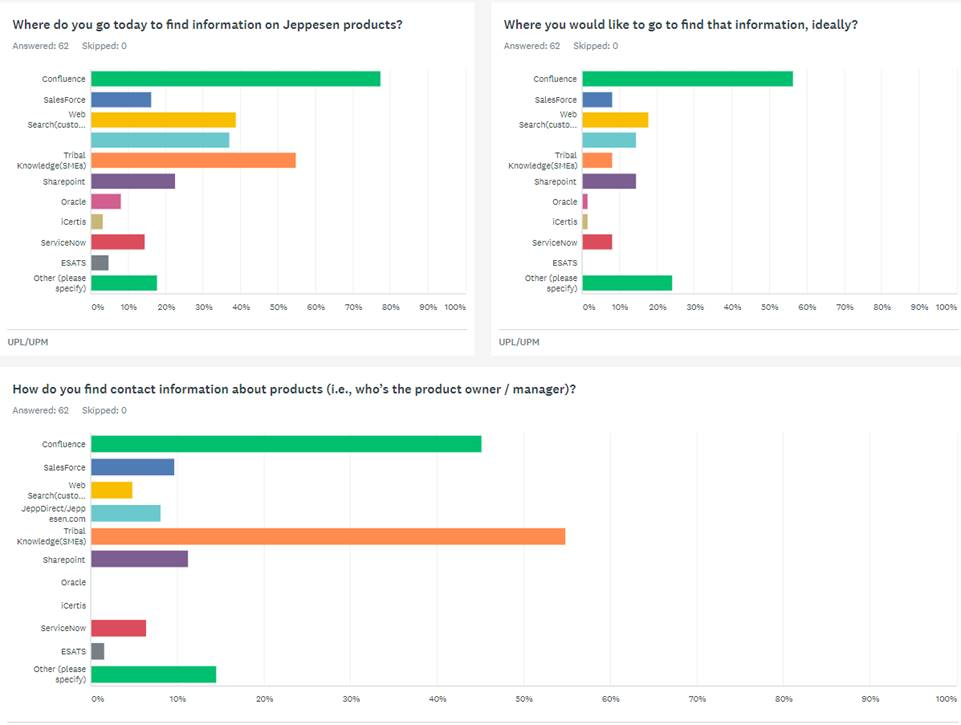 Where do you go today to find information on Jeppesen products?
Answered: 62 Skipped: 0
Confluence
SalesForce
Web
Search(custo...
Tribal
Knowledge(SMEs)
Sharepoint
Oracle
iCertis
ServiceNow
ESATS
Other (please
specify)
0% 10% 20% 30% 40% 50% 60% 70% 80% 90% 100%
UPL/UPM
Where you would like to go to find that information, ideally?
Answered: 62 Skipped: 0
Confluence
SalesForce
Web
Search(custo...
Tribal
Knowledge(SMEs)
Sharepoint
Oracle
iCertis
ServiceNow
ESATS
Other (please
specify)
0% 10% 20% 30% 40% 50% 60% 70% 80% 90% 100%
UPL/UPM
How do you find contact information about products (i.e., who's the product owner / manager)?
Answered: 62 Skipped: 0
Confluence
SalesForce
Web
Search(custo...
JeppDirect/Jepp
esen.com
Tribal
Knowledge(SMEs)
Sharepoint
Oracle
iCertis
ServiceNow
ESATS
Other (please
specify)
0% 10% 20% 30% 40% 50% 60% 70% 80% 90% 100%